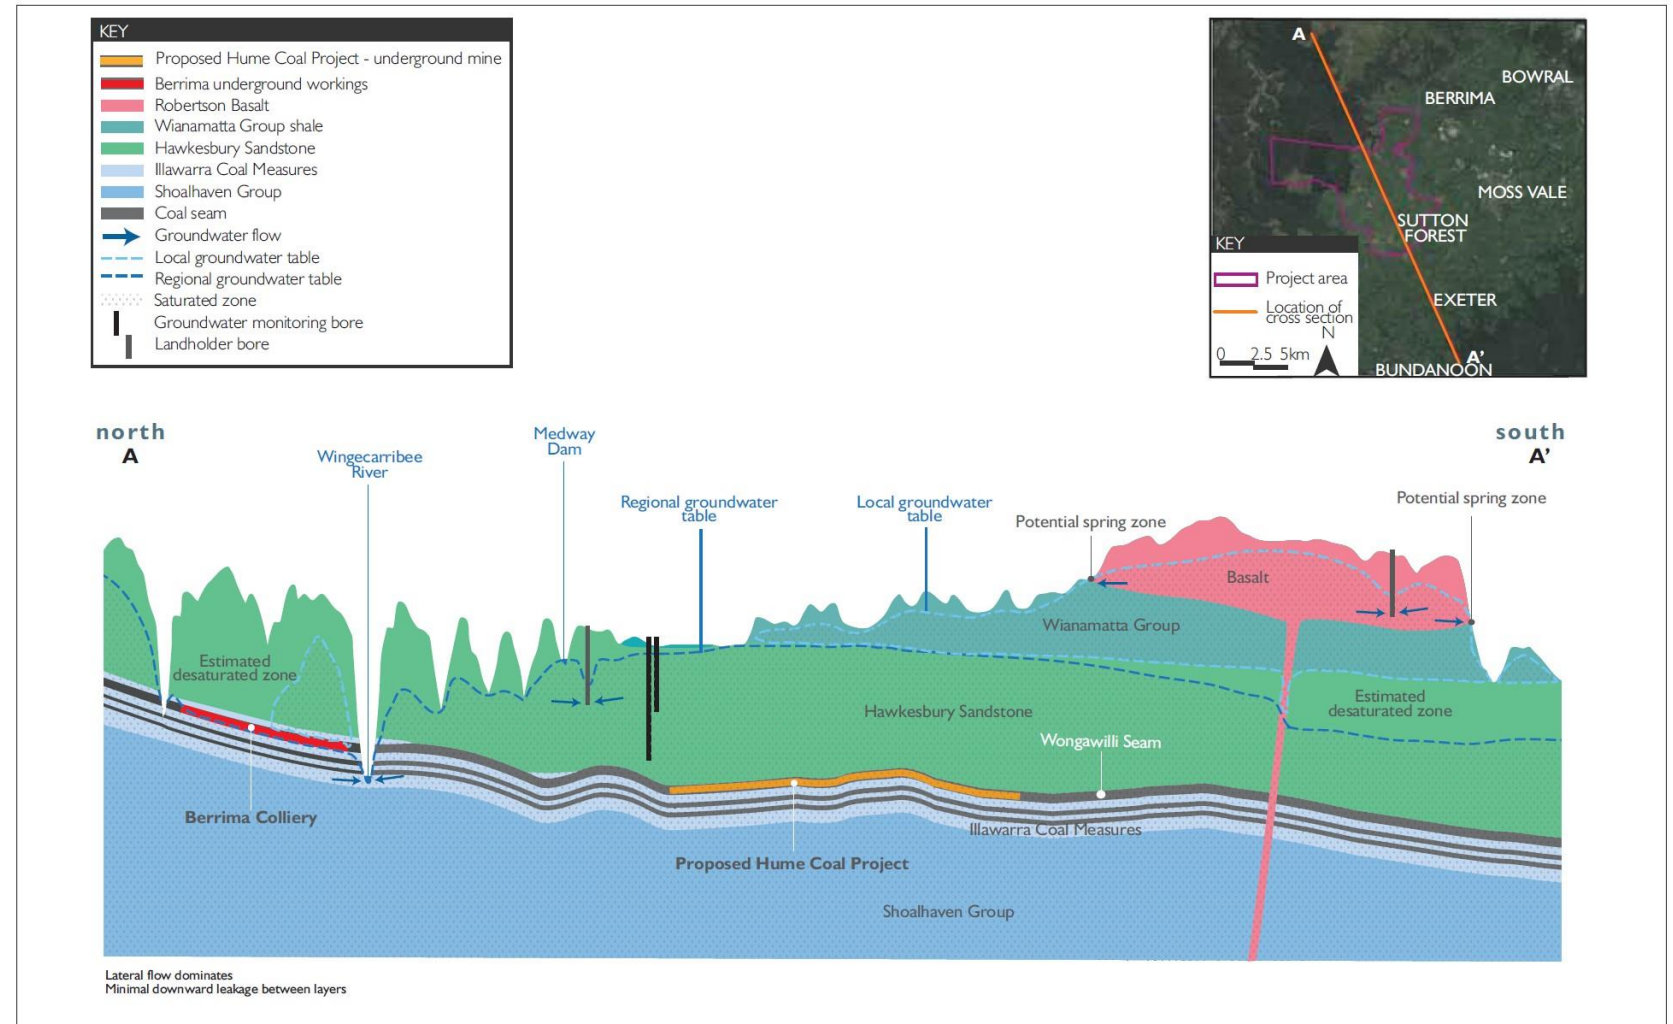 KEY
Proposed Hume Coal Project - underground mine
Berrima underground workings
Robertson Basalt
Wianamatta Group shale
Hawkesbury Sandstone
Illawarra Coal Measures
Shoalhaven Group
Coal seam
Groundwater flow
Local groundwater table
Regional groundwater table
Saturated zone
Groundwater monitoring bore
Landholder bore
A
BOWRAL
BERRIMA
MOSS VALE
SUTTON
FOREST
EXETER
A'
BUNDANOON
KEY
Project area
Location of
cross section
N
0 2.5 5km
north
A
south
A'
Wingecarribee
River
Medway
Dam
Regional groundwater
table
Local groundwater
table
Potential spring zone
Potential spring zone
Basalt
Wianamatta Group
Estimated
desaturated zone
Estimated
desaturated zone
Hawkesbury Sandstone
Wongawilli Seam
Berrima Colliery
Illawarra Coal Measures
Proposed Hume Coal Project
Shoalhaven Group
Lateral flow dominates
Minimal downward leakage between layers